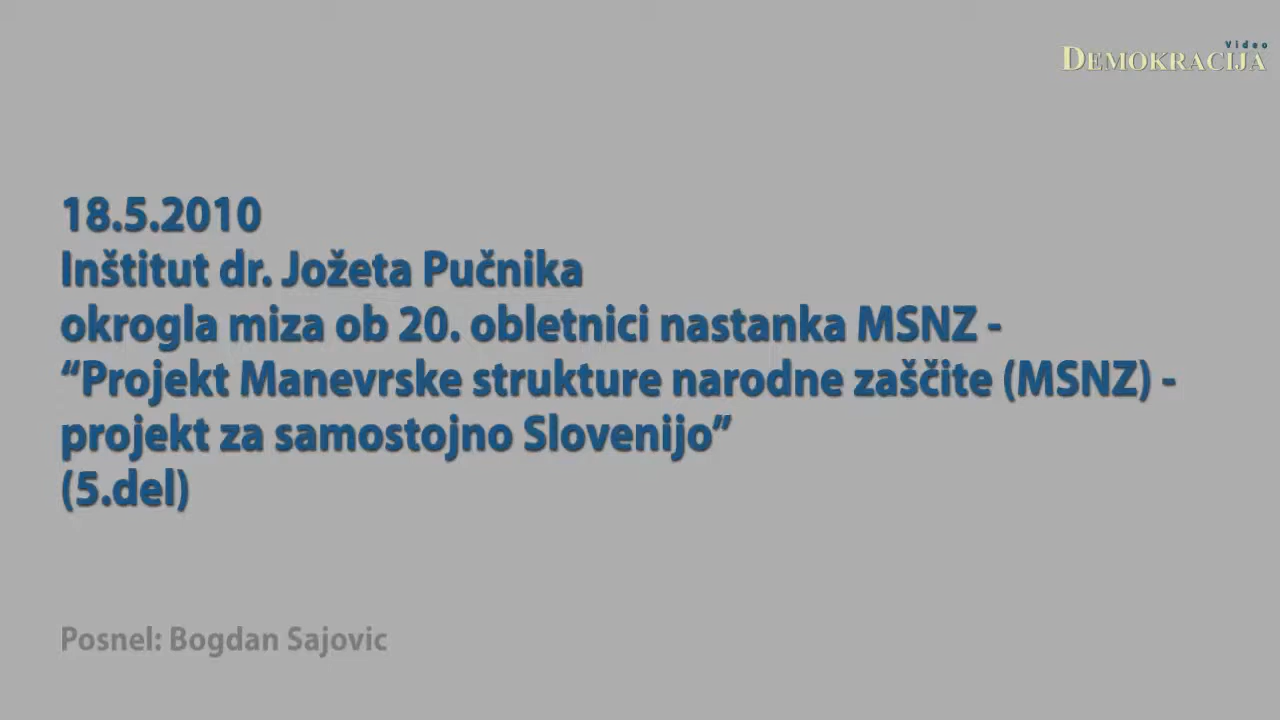 Video
DEMOKRACIJA
18.5.2010
Inštitut dr. Jožeta Pučnika
okrogla miza ob 20. obletnici nastanka MSNZ -
“Projekt Manevrske strukture narodne zaščite (MSNZ) -
projekt za samostojno Slovenijo”
(5.del)
Posnel: Bogdan Sajovic